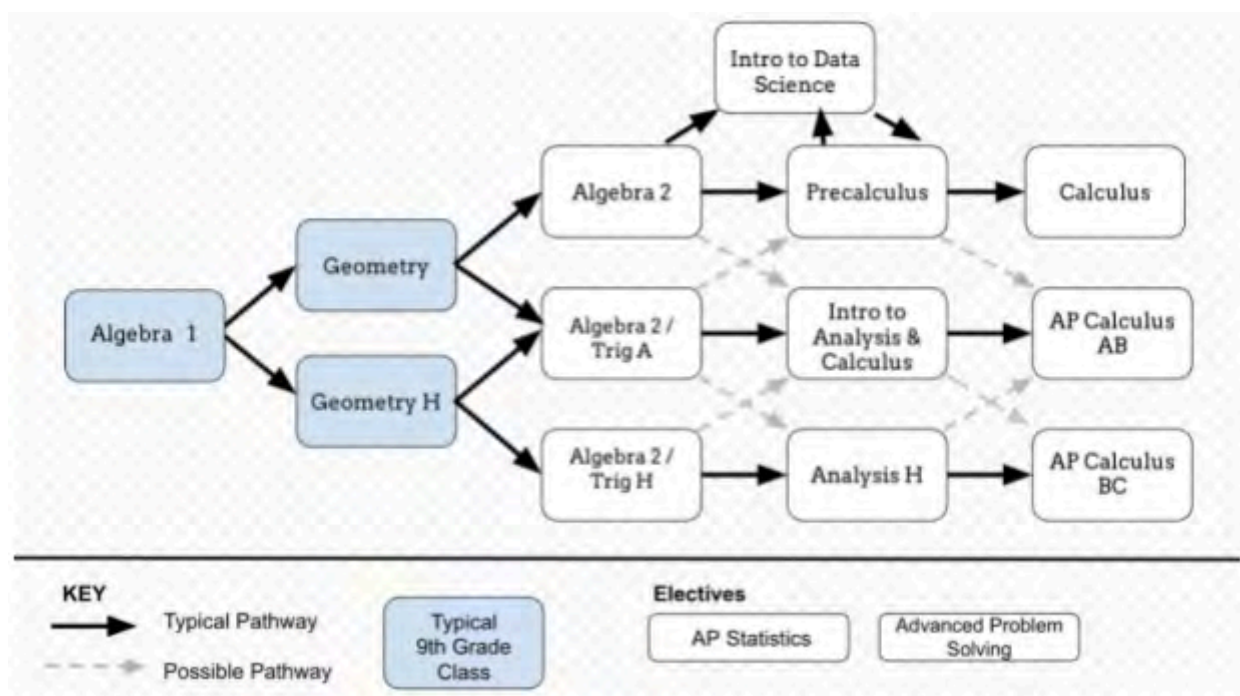 Intro to Data
Science
Algebra 2
Precalculus
Calculus
Geometry
Algebra 1
Algebra 2 /
Trig A
Intro to
Analysis &
Calculus
AP Calculus
AB
Geometry H
Algebra 2 /
Trig H
Analysis H
AP Calculus
BC
KEY
Typical Pathway
Possible Pathway
Typical
9th Grade
Class
Electives
AP Statistics
Advanced Problem
Solving